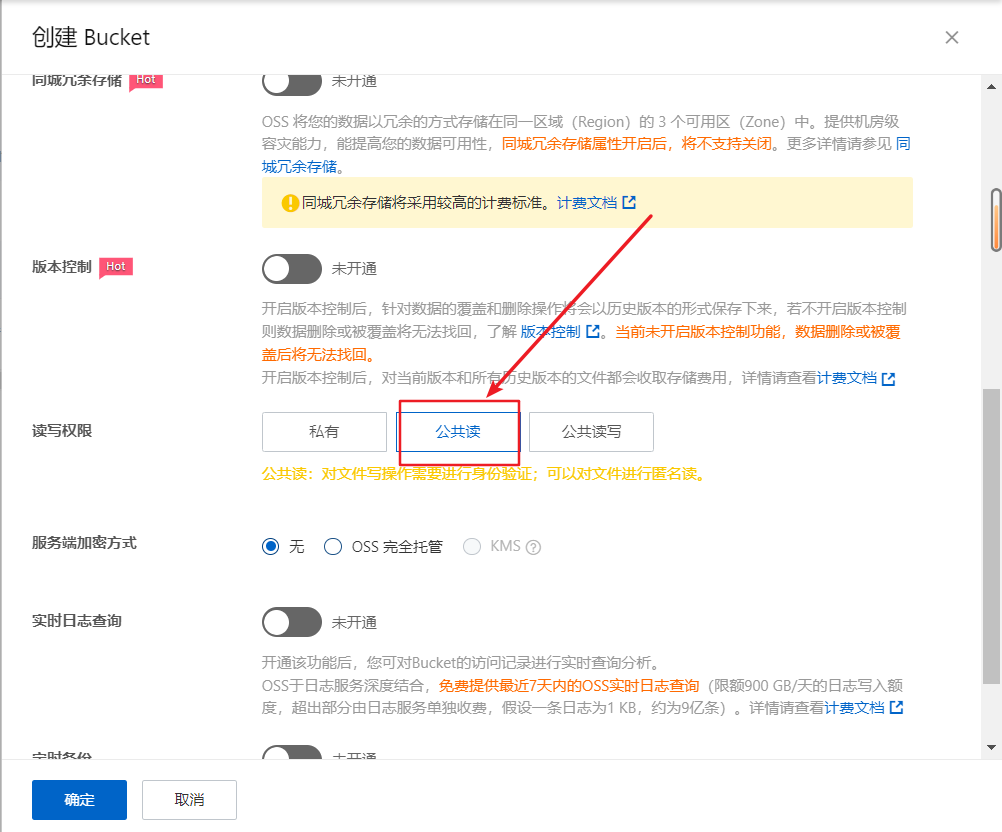 创建 Bucket
同城冗余存储 Hot 未开通
OSS 将您的数据以冗余的方式存储在同一区域（Region）的 3 个可用区（Zone）中。提供机房级
容灾能力，能提高您的数据可用性，同城冗余存储属性开启后，将不支持关闭。更多详情请参见 同
城冗余存储。
同城冗余存储将采用较高的计费标准。计费文档
版本控制 Hot 未开通
开启版本控制后，针对数据的覆盖和删除操作将会以历史版本的形式保存下来，若不开启版本控制
则数据删除或被覆盖将无法找回，了解 版本控制 。当前未开启版本控制功能，数据删除或被覆
盖后将无法找回。
开启版本控制后，对当前版本和所有历史版本的文件都会收取存储费用，详情请查看计费文档
读写权限 私有 公共读 公共读写
公共读：对文件写操作需要进行身份验证；可以对文件进行匿名读。
服务端加密方式 无 OSS 完全托管 KMS ?
实时日志查询 未开通
开通该功能后，您可对Bucket的访问记录进行实时查询分析。
OSS于日志服务深度结合，免费提供最近7天内的OSS实时日志查询（限额900 GB/天的日志写入额
度，超出部分由日志服务单独收费，假设一条日志为1 KB，约为9亿条）。详情请查看计费文档
定时备份 未开通
确定 取消